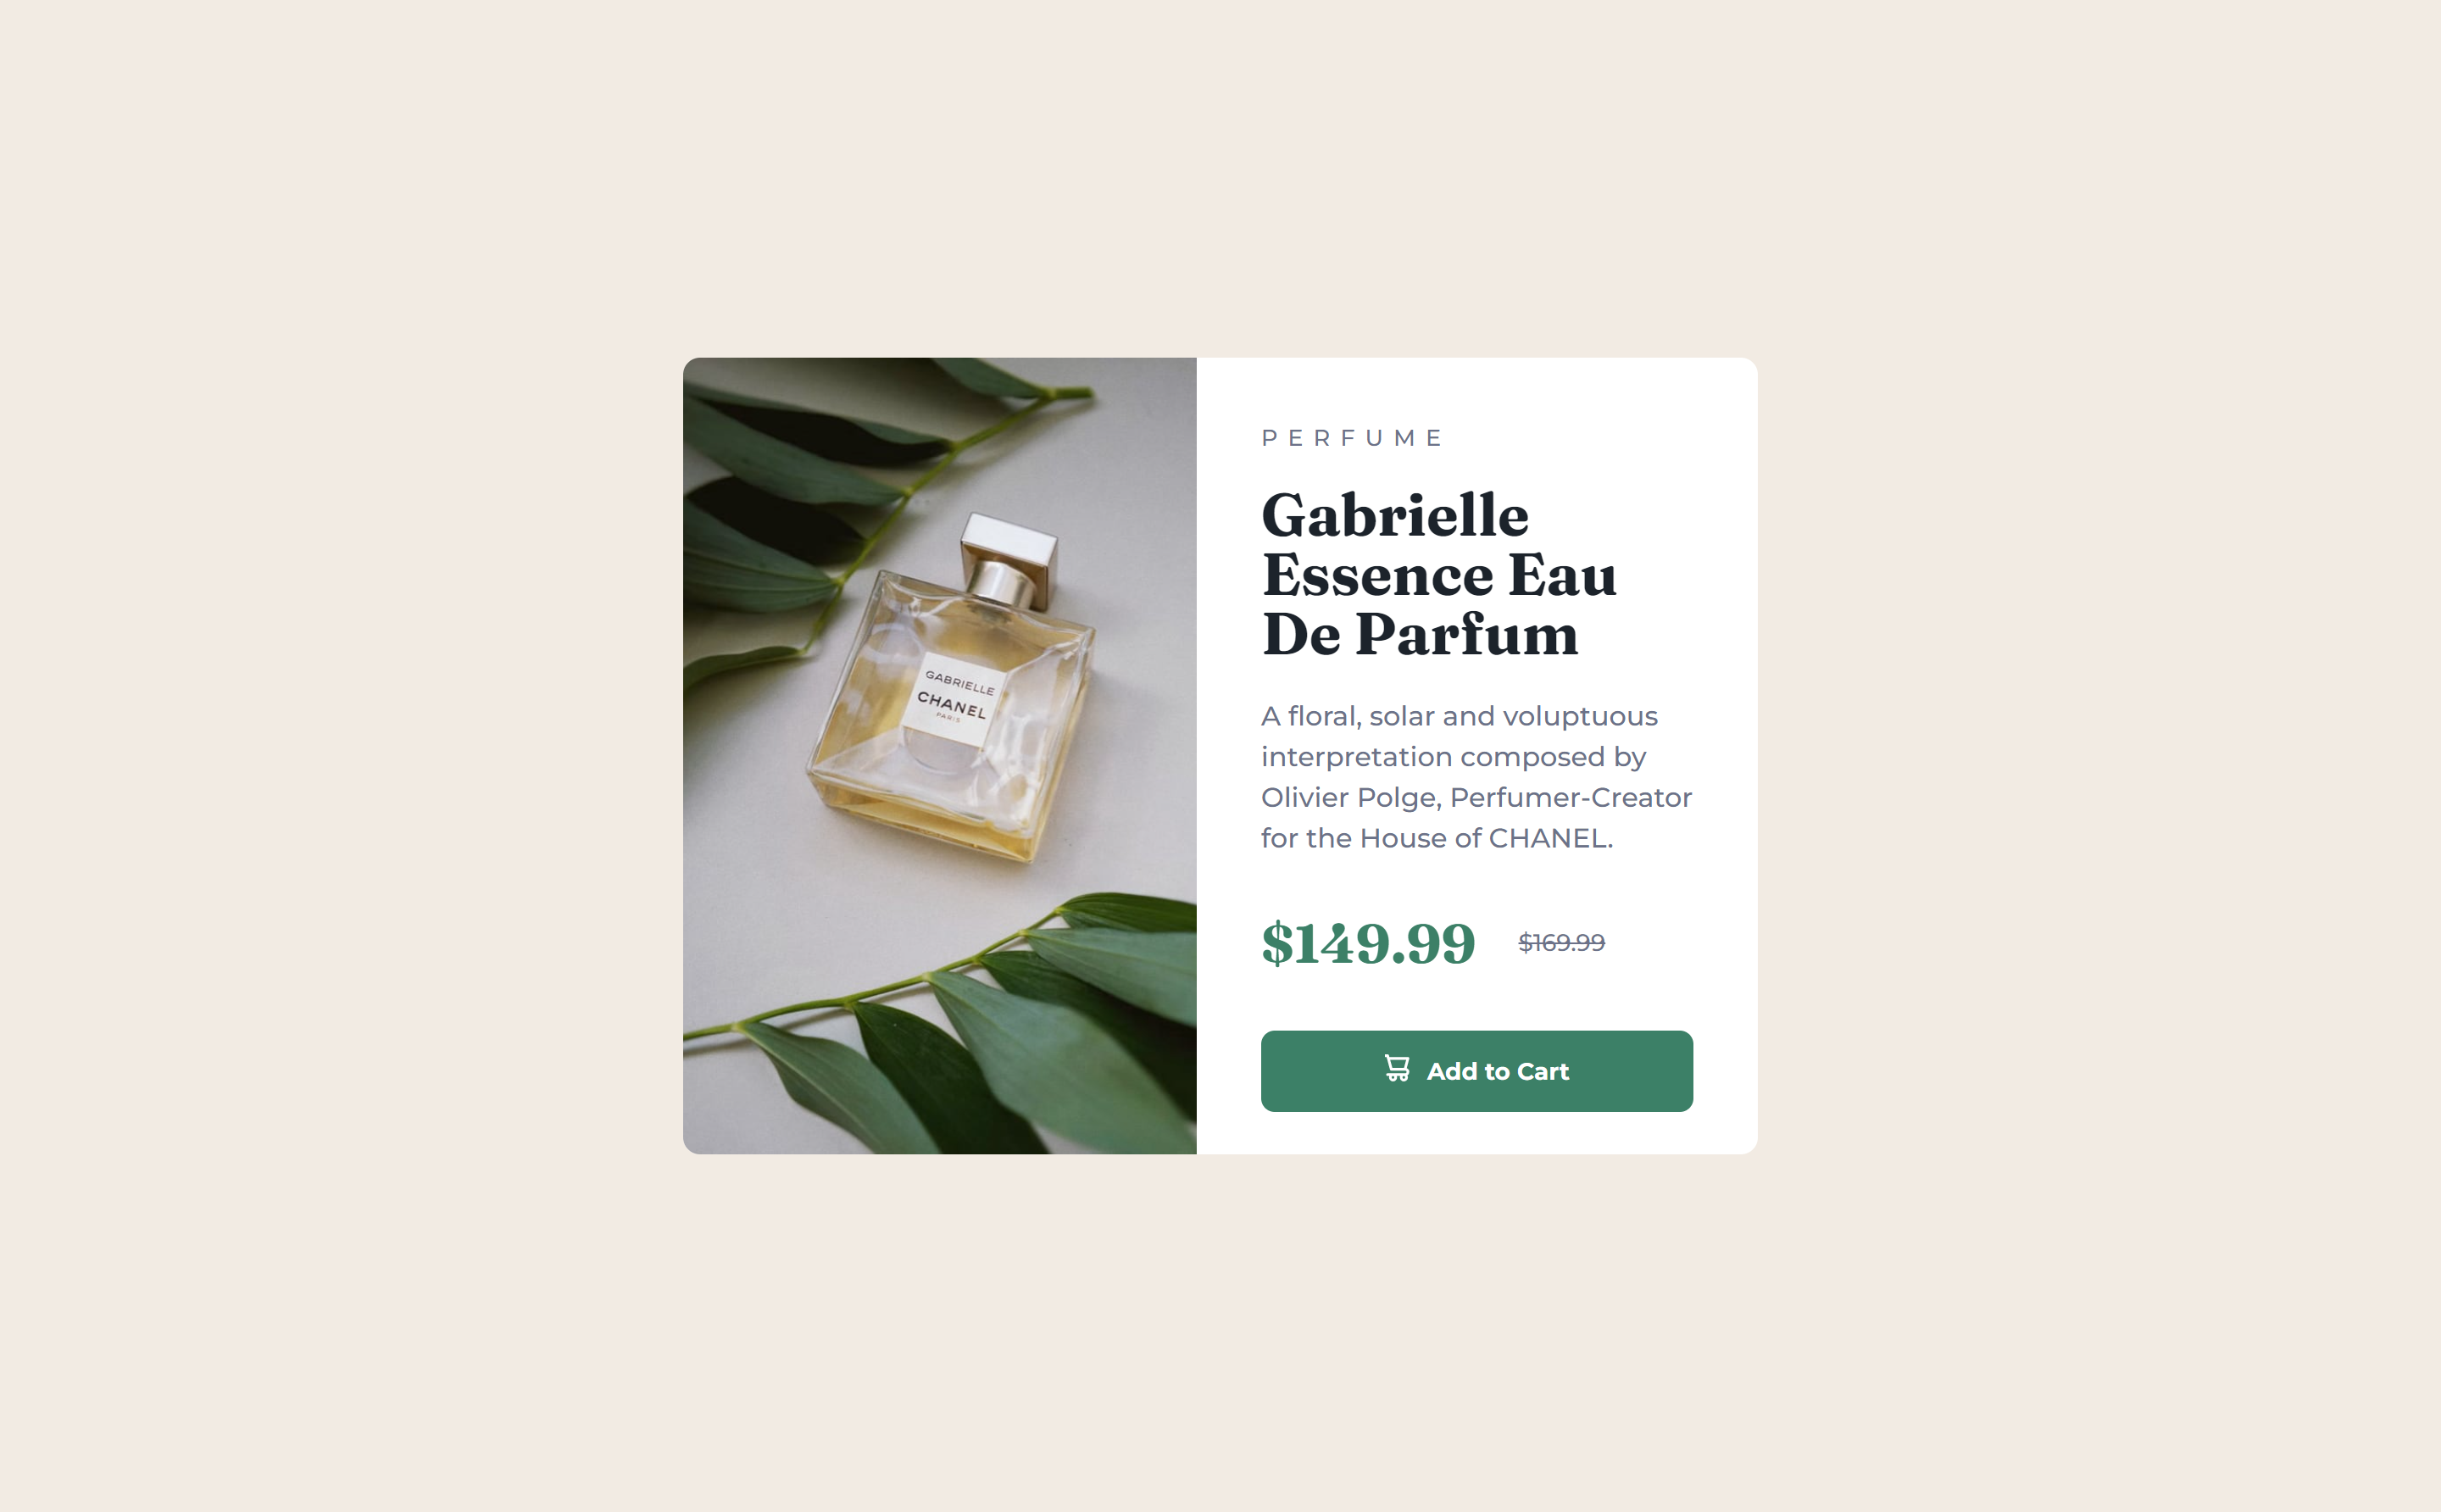 GABRIELLE
CHANEL
PARIS
PERFUME
Gabrielle
Essence Eau
De Parfum
A floral, solar and voluptuous
interpretation composed by
Olivier Polge, Perfumer-Creator
for the House of CHANEL.
$149.99 $169.99
Add to Cart